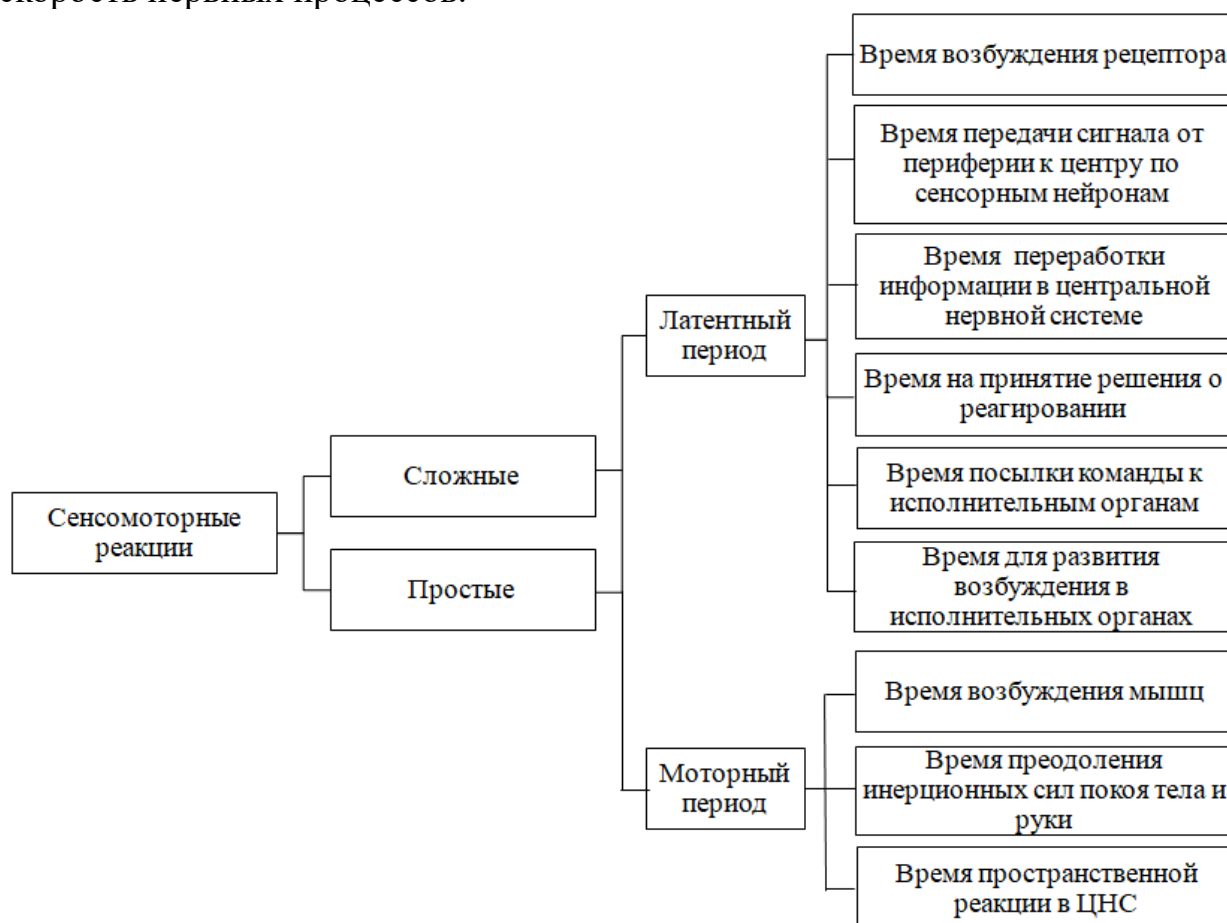 скорость нервных процессов.
Время возбуждения рецептора
Время передачи сигнала от
периферии к центру по
сенсорным нейронам
Время переработки
информации в центральной
нервной системе
Латентный
период
Время на принятие решения о
реагировании
Сложные
Время посылки команды к
исполнительным органам
Сенсомоторные
реакции
Простые
Время для развития
возбуждения в
исполнительных органах
Время возбуждения мышц
Моторный
период
Время преодоления
инерционных сил покоя тела и
руки
Время пространственной
реакции в ЦНС